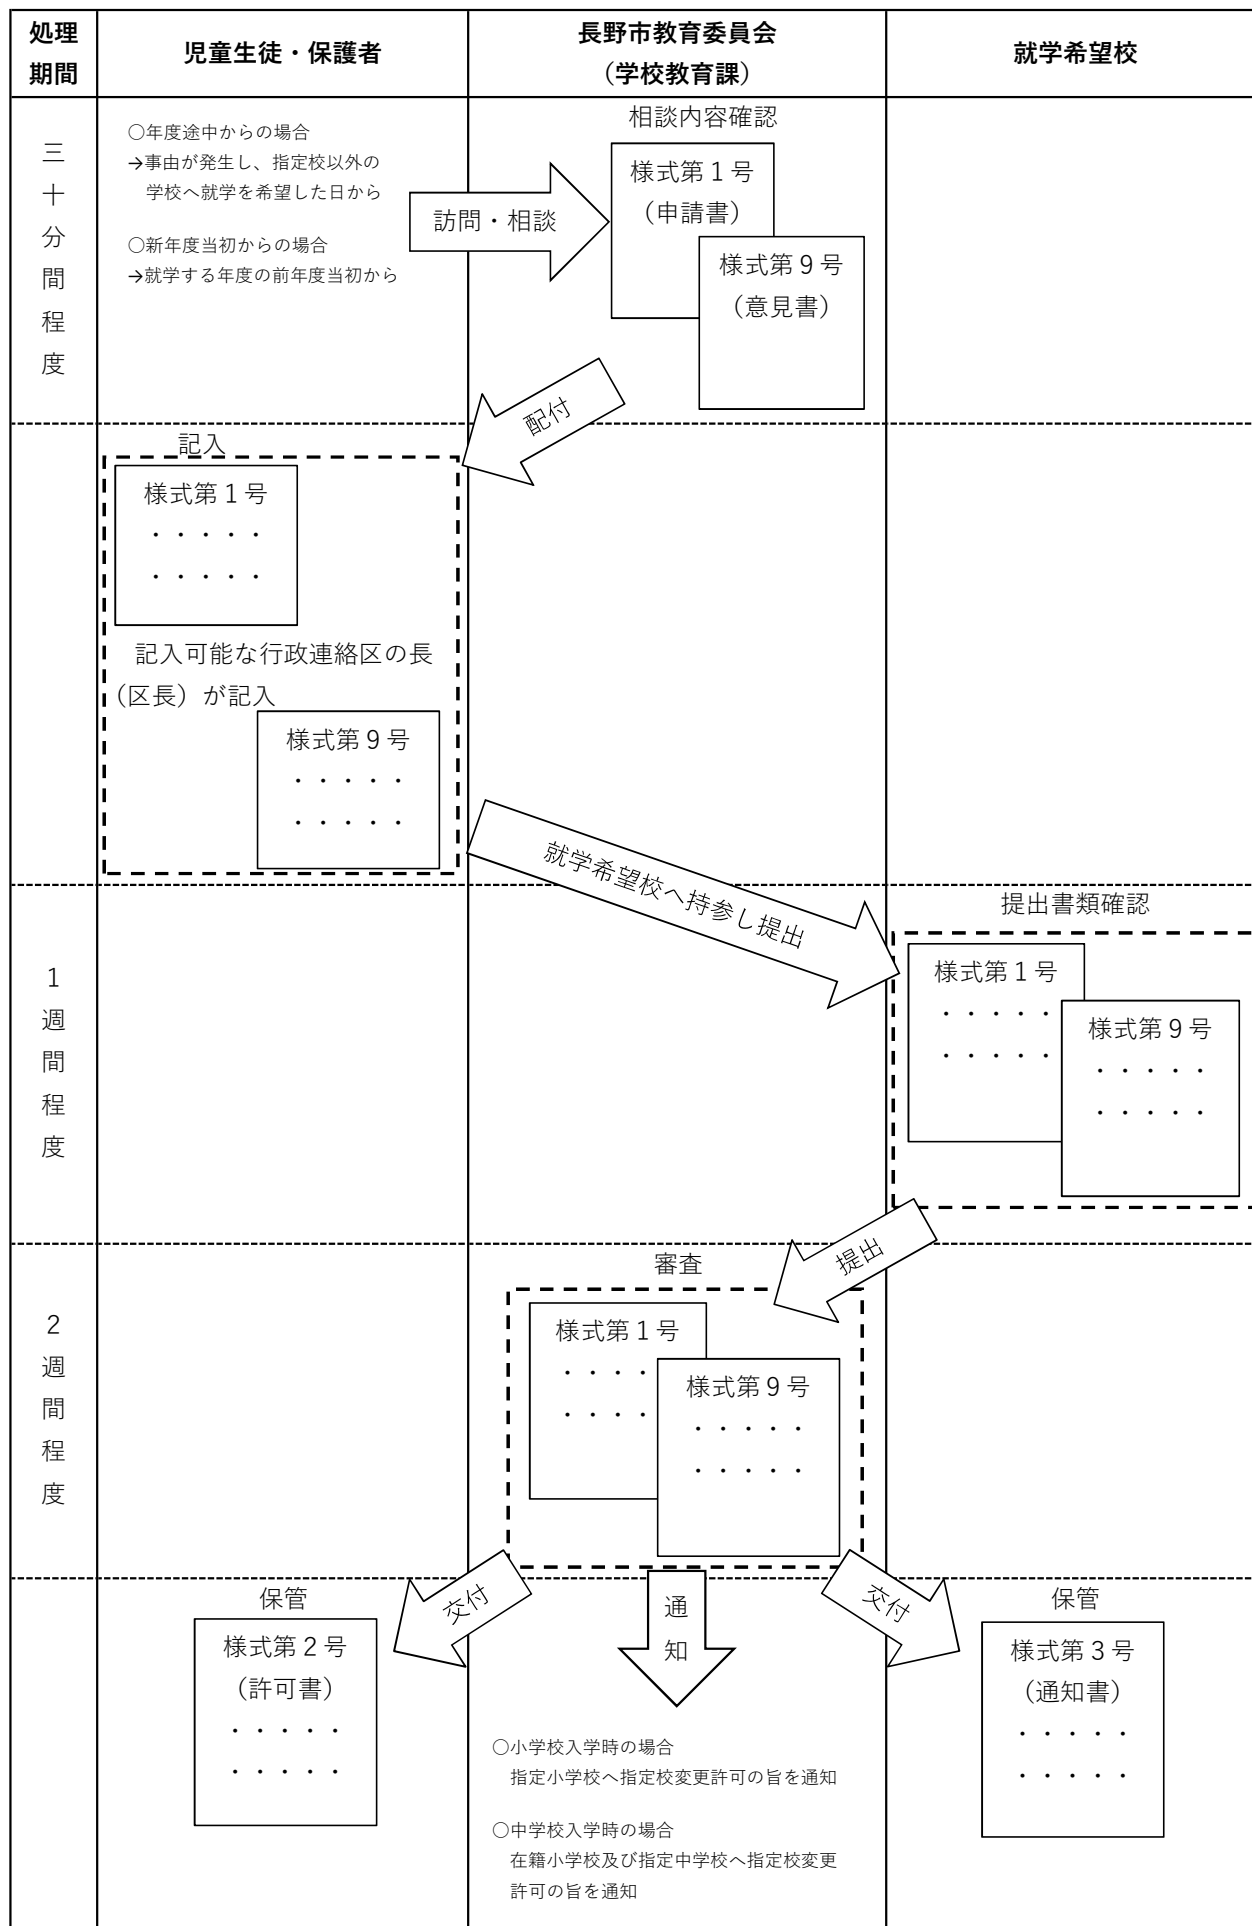 処理
期間
児童生徒・保護者
長野市教育委員会
（学校教育課）
就学希望校
三十分間程度
○年度途中からの場合
→事由が発生し、指定校以外の
学校へ就学を希望した日から
○新年度当初からの場合
→就学する年度の前年度当初から
訪問・相談
相談内容確認
様式第１号
（申請書）
様式第９号
（意見書）
配付
記入
様式第１号
・・・・・
・・・・・
記入可能な行政連絡区の長
（区長）が記入
様式第９号
・・・・・
・・・・・
就学希望校へ持参し提出
1週間程度
提出書類確認
様式第１号
・・・・・
・・・・・
様式第９号
・・・・・
・・・・・
提出
2週間程度
審査
様式第１号
・・・・
・・・・
様式第９号
・・・・・
・・・・・
交付
通知
交付
保管
様式第２号
（許可書）
・・・・・
・・・・・
○小学校入学時の場合
指定小学校へ指定校変更許可の旨を通知
○中学校入学時の場合
在籍小学校及び指定中学校へ指定校変更
許可の旨を通知
保管
様式第３号
（通知書）
・・・・・
・・・・・